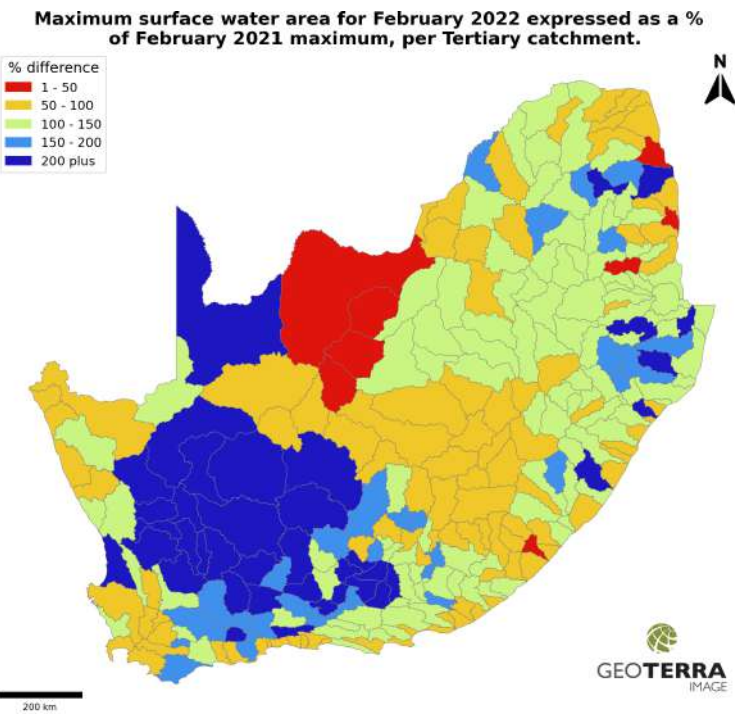 Maximum surface water area for February 2022 expressed as a %
of February 2021 maximum, per Tertiary catchment.
N
% difference
1 - 50
50 - 100
100 - 150
150 - 200
200 plus
GEOTERRA
IMAGE
200 km